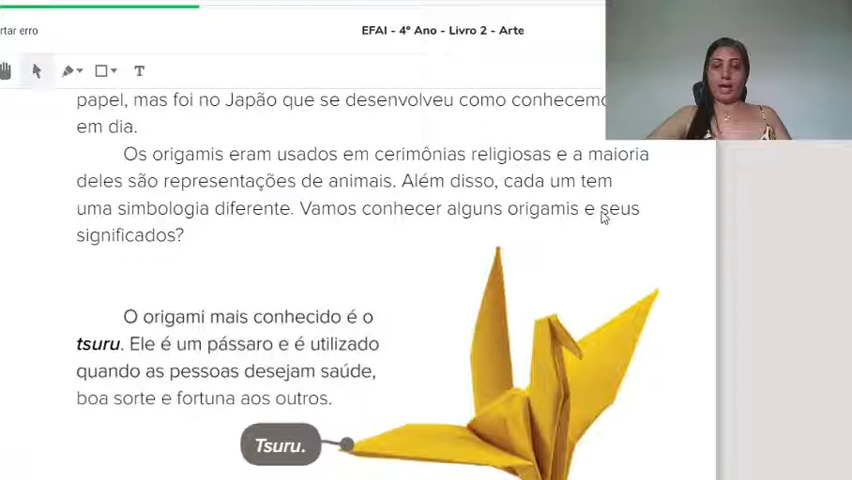 rtar erro
EFAI - 4º Ano - Livro 2 - Arte
T
papel, mas foi no Japão que se desenvolveu como
em dia.
Os origamis eram usados em cerimônias religiosas e a maioria
deles são representações de animais. Além disso, cada um tem
uma simbologia diferente. Vamos conhecer alguns origamis e seus
significados?
O origami mais conhecido é o
tsuru. Ele é um pássaro e é utilizado
quando as pessoas desejam saúde,
boa sorte e fortuna aos outros.
Tsuru.